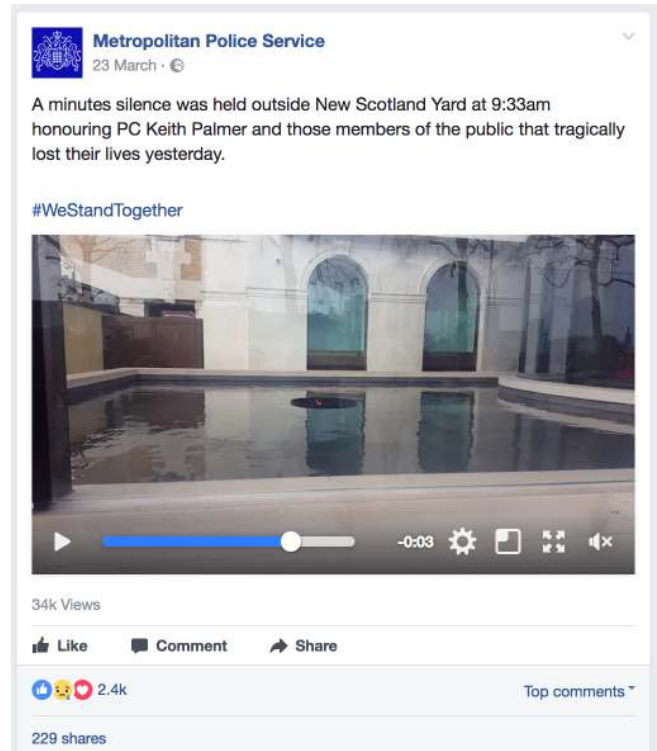 Metropolitan Police Service
23 March ·
A minutes silence was held outside New Scotland Yard at 9:33am
honouring PC Keith Palmer and those members of the public that tragically
lost their lives yesterday.
#WeStandTogether
-0:03
34k Views
Like Comment Share
2.4k Top comments
229 shares